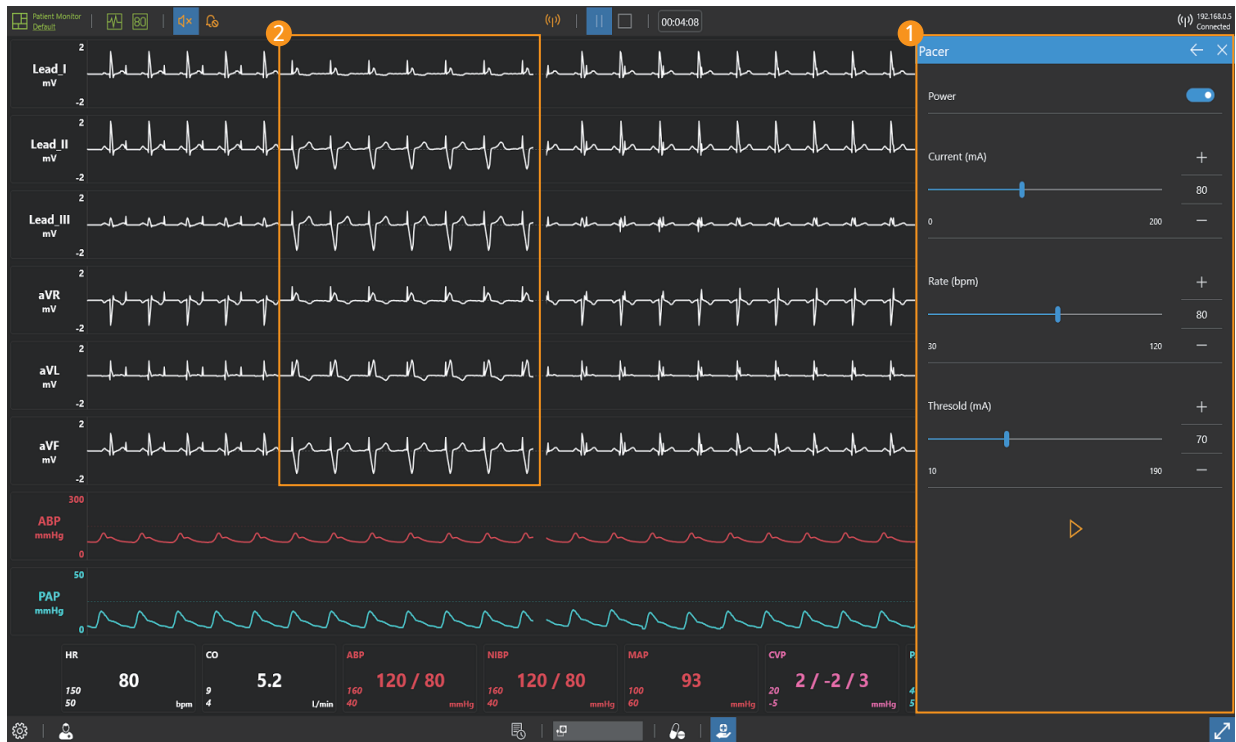 Patient Monitor
Default
80
00:04:08
192.168.0.5
Connected
2
1
Pacer
Lead_I
mV
2
-2
Lead_II
mV
2
-2
Lead_III
mV
2
-2
aVR
mV
2
-2
aVL
mV
2
-2
aVF
mV
2
-2
ABP
mmHg
300
0
PAP
mmHg
50
0
Power
Current (mA)
+
80
0
200
−
Rate (bpm)
+
80
30
120
−
Thresold (mA)
+
70
10
190
−
HR
80
150
50
bpm
CO
5.2
9
4
l/min
ABP
120 / 80
160
40
mmHg
NIBP
120 / 80
160
40
mmHg
MAP
93
100
60
mmHg
CVP
2 / -2 / 3
20
-5
mmHg